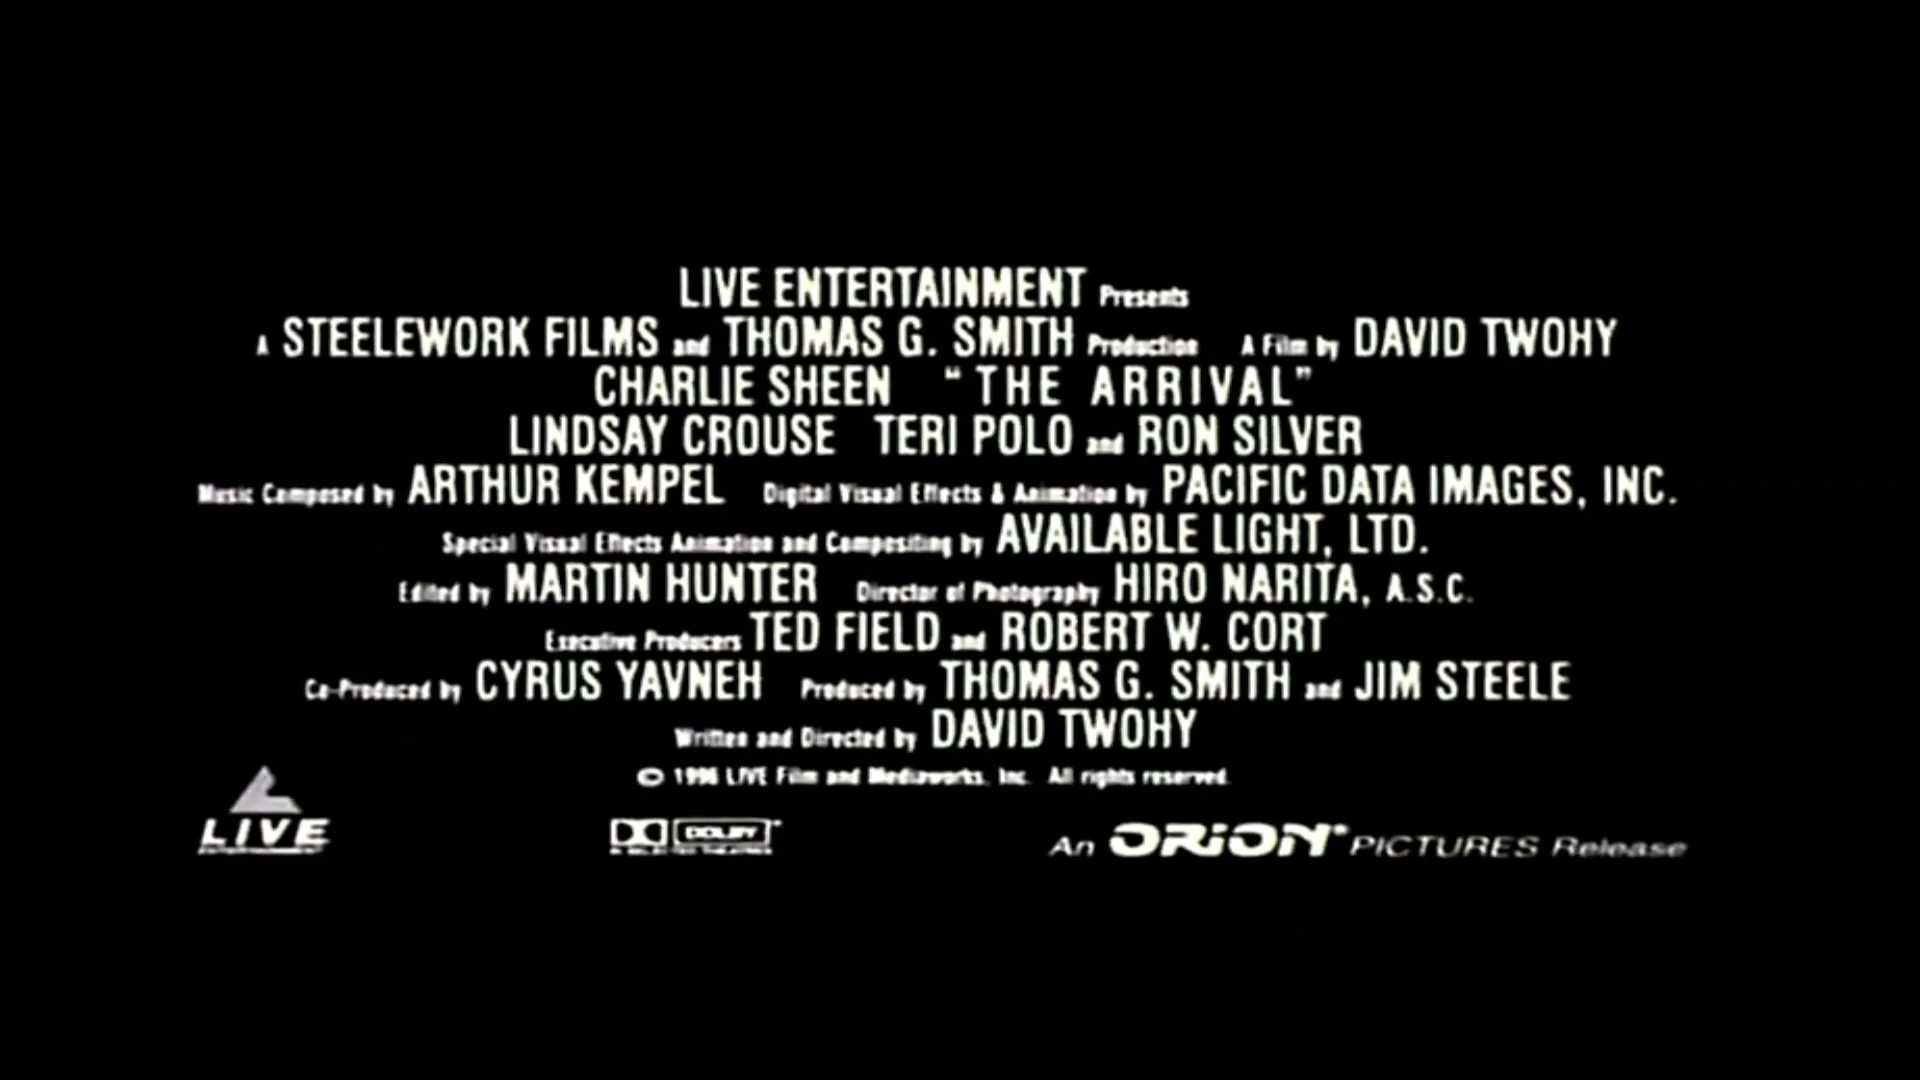 LIVE ENTERTAINMENT Presents
A STEELEWORK FILMS and THOMAS G. SMITH Production A Film by DAVID TWOHY
CHARLIE SHEEN "THE ARRIVAL"
LINDSAY CROUSE TERI POLO and RON SILVER
Music Composed by ARTHUR KEMPEL Digital Visual Effects & Animation by PACIFIC DATA IMAGES, INC.
Special Visual Effects Animation and Compositing by AVAILABLE LIGHT, LTD.
Edited by MARTIN HUNTER Director of Photography HIRO NARITA, A.S.C.
Executive Producers TED FIELD and ROBERT W. CORT
Co-Produced by CYRUS YAVNEH Produced by THOMAS G. SMITH and JIM STEELE
Written and Directed by DAVID TWOHY
© 1996 LIVE Film and Mediaworks, Inc. All rights reserved.
LIVE
ENTERTAINMENT
DOLBY
IN SELECTED THEATRES
An ORION PICTURES Release